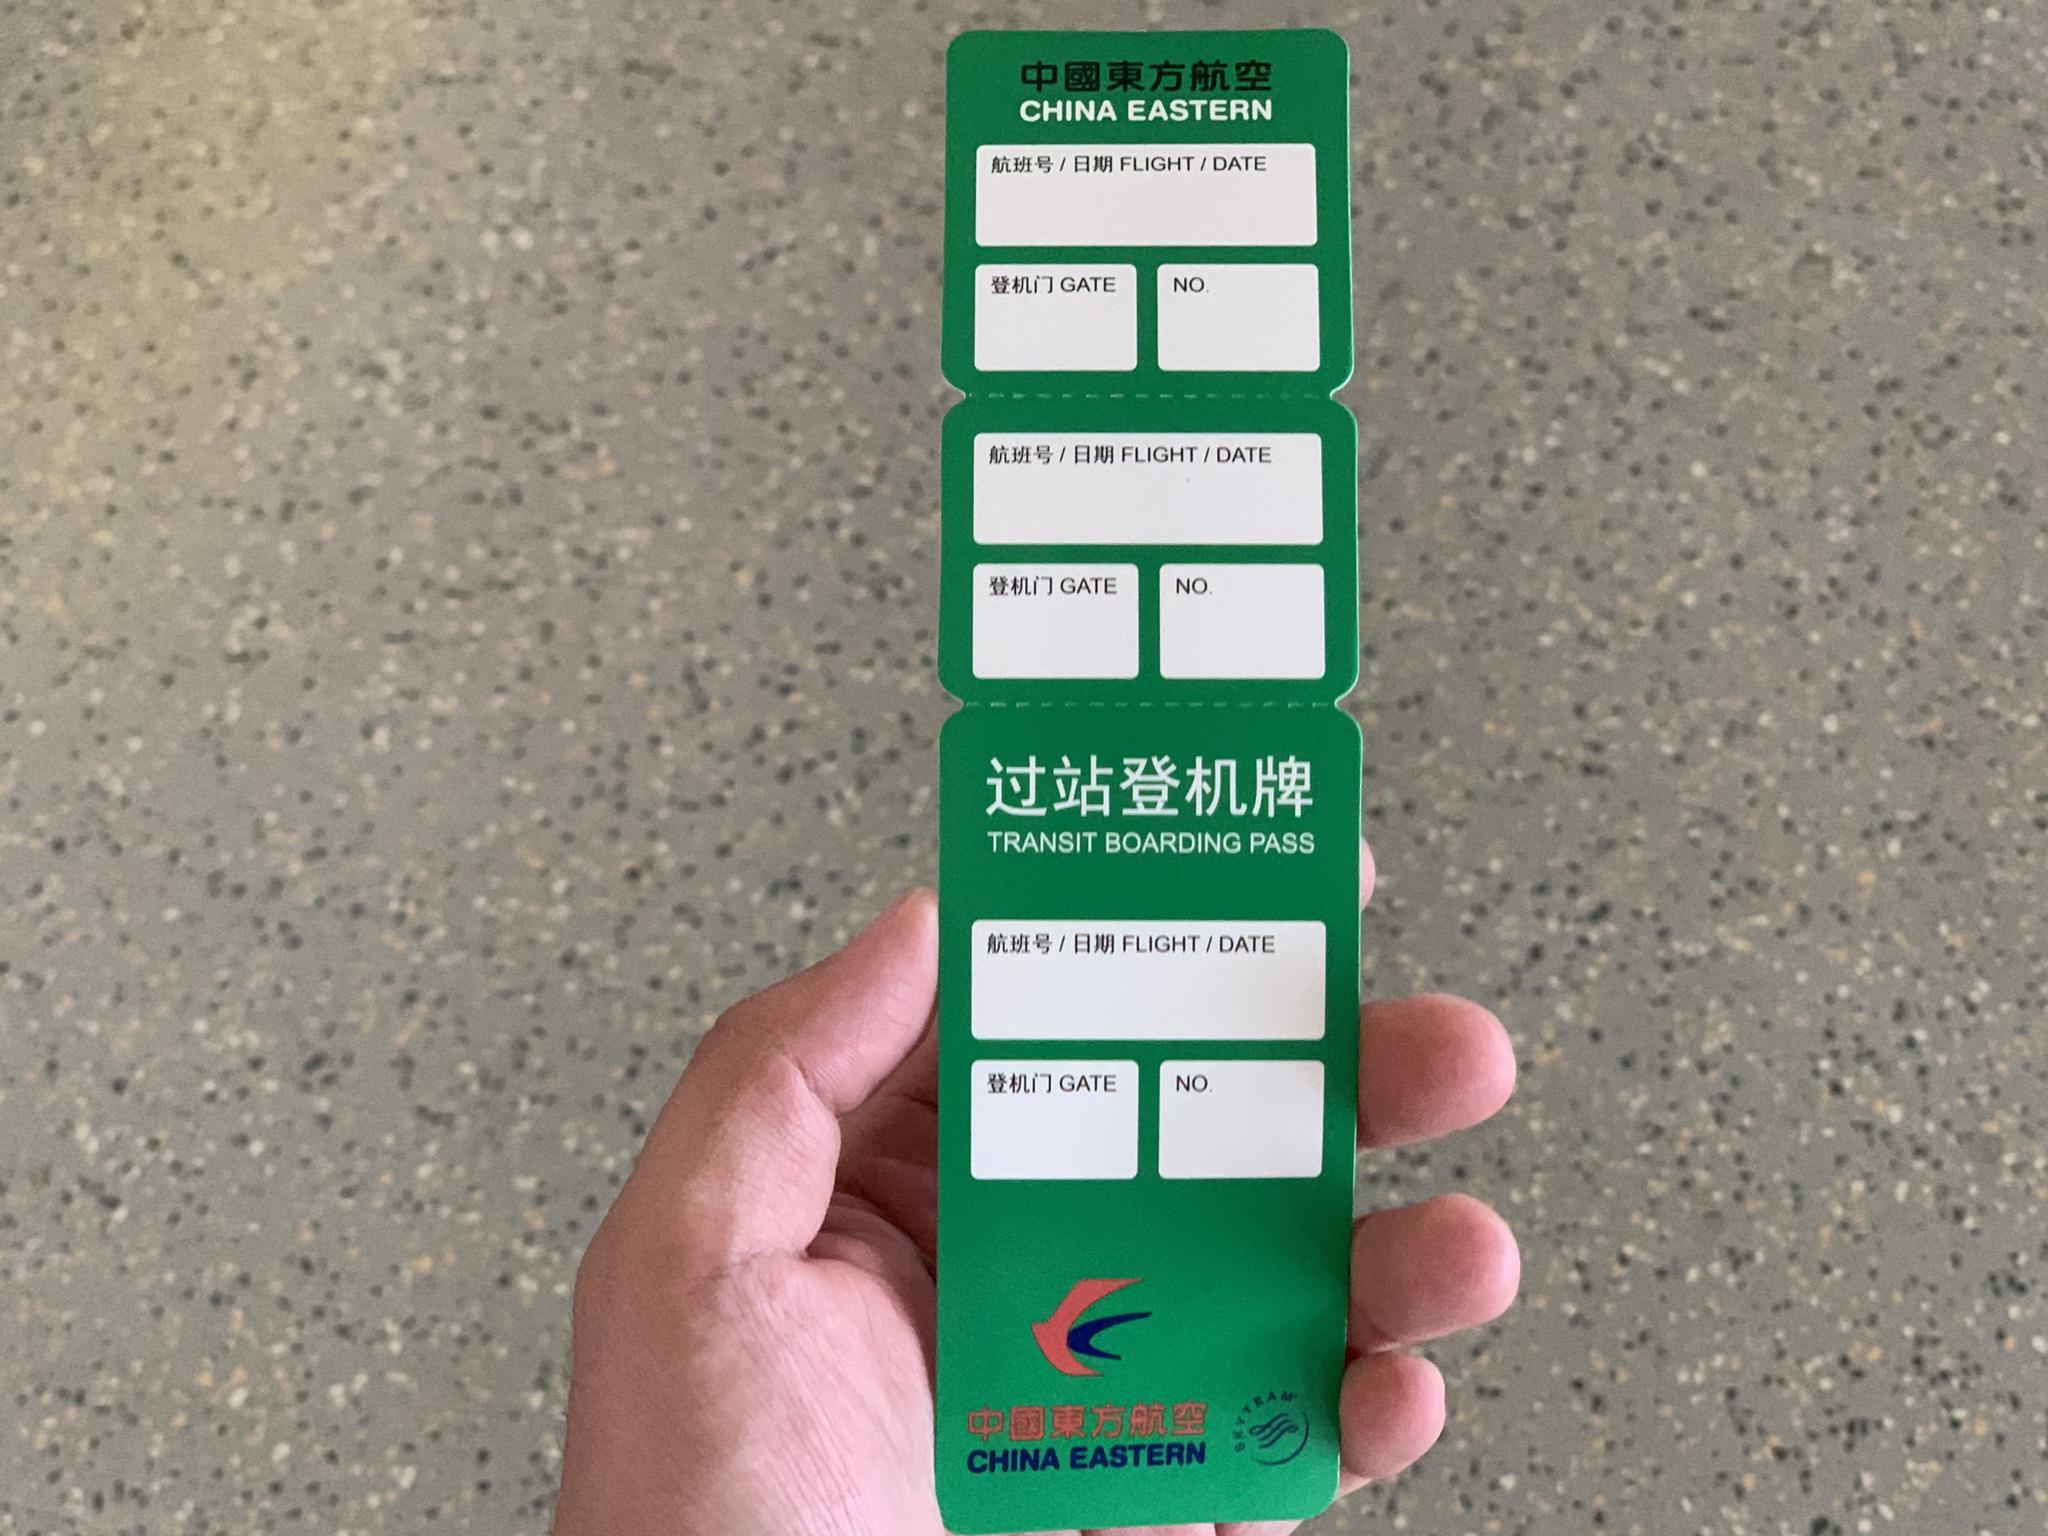 中國東方航空
CHINA EASTERN
航班号 / 日期 FLIGHT / DATE
登机门 GATE
NO.
航班号 / 日期 FLIGHT / DATE
登机门 GATE
NO.
过站登机牌
TRANSIT BOARDING PASS
航班号 / 日期 FLIGHT / DATE
登机门 GATE
NO.
中國東方航空
CHINA EASTERN
SKYTEAM